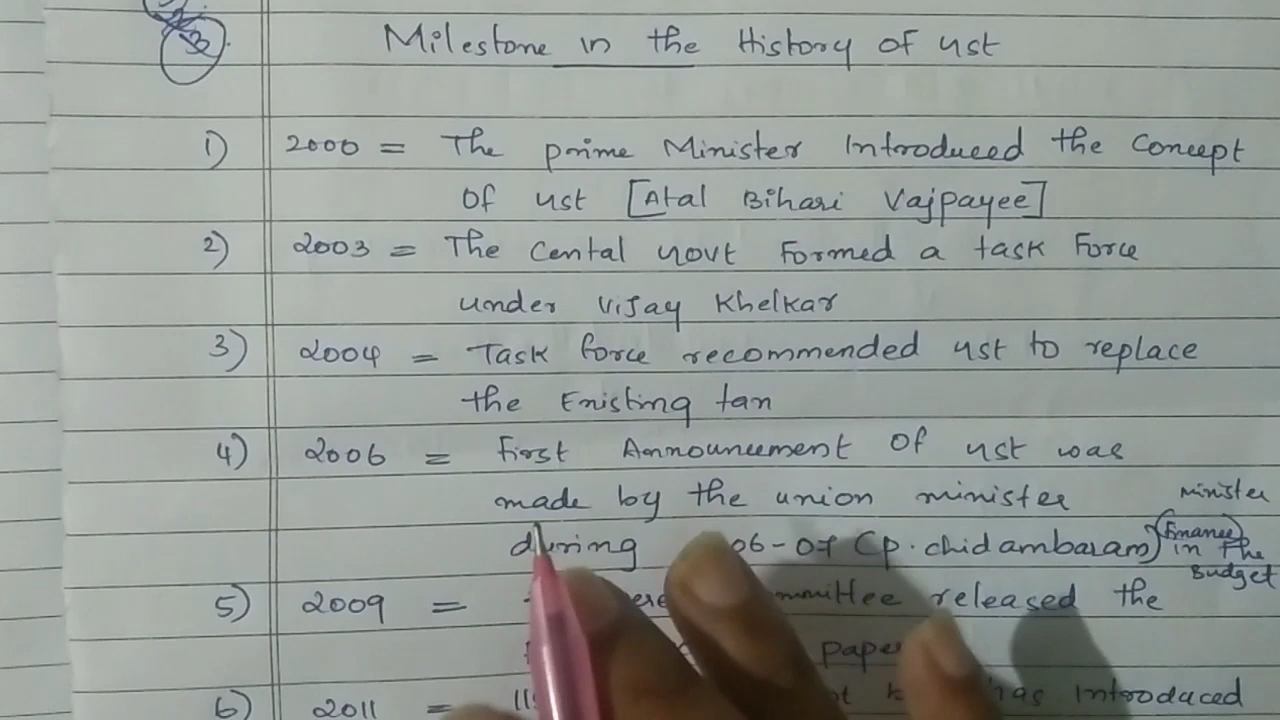 3
Milestone in the History of GST
1) 2000 = The prime Minister Introduced the Concept
Of GST [Atal Bihari Vajpayee]
2) 2003 = The Cental Govt Formed a task Force
under Vijay Khelkar
3) 2004 = Task force recommended GST to replace
the Existing tax
4) 2006 = first Announcement Of GST was
made by the union minister minister
during 06-07 (p.chidambaram) (Finance) in the
Budget
5) 2009 = released the
6) 2011 = has Introduced